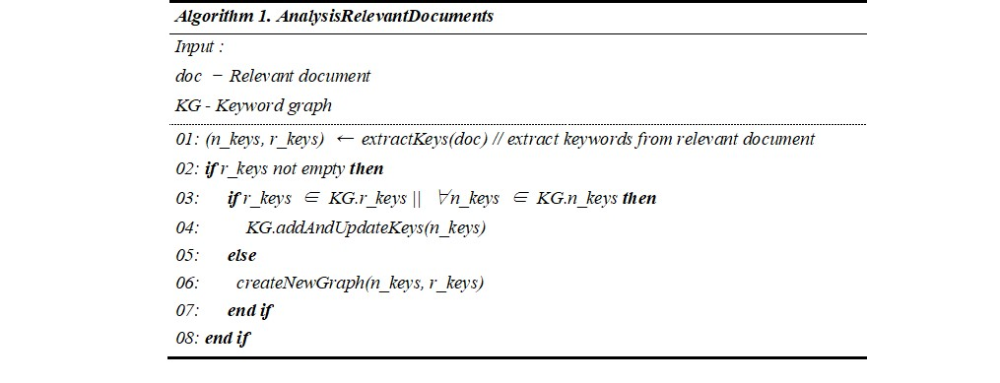 Algorithm 1. AnalysisRelevantDocuments
Input :
doc − Relevant document
KG - Keyword graph
01: (n_keys, r_keys) ← extractKeys(doc) // extract keywords from relevant document
02: if r_keys not empty then
03: if r_keys ∈ KG.r_keys || ∀n_keys ∈ KG.n_keys then
04: KG.addAndUpdateKeys(n_keys)
05: else
06: createNewGraph(n_keys, r_keys)
07: end if
08: end if